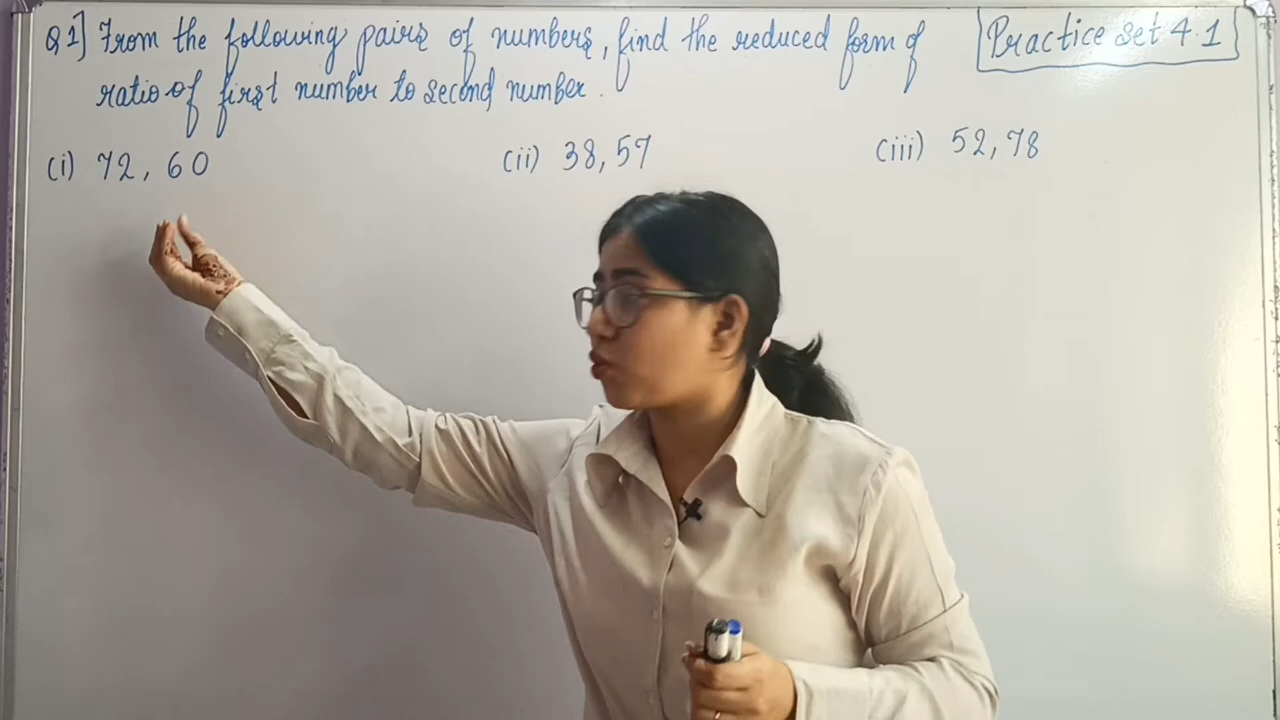 Q1] From the following pairs of numbers, find the reduced form of
ratio of first number to second number.
Practice set 4.1
(i) 72, 60
(ii) 38, 57
(iii) 52, 78